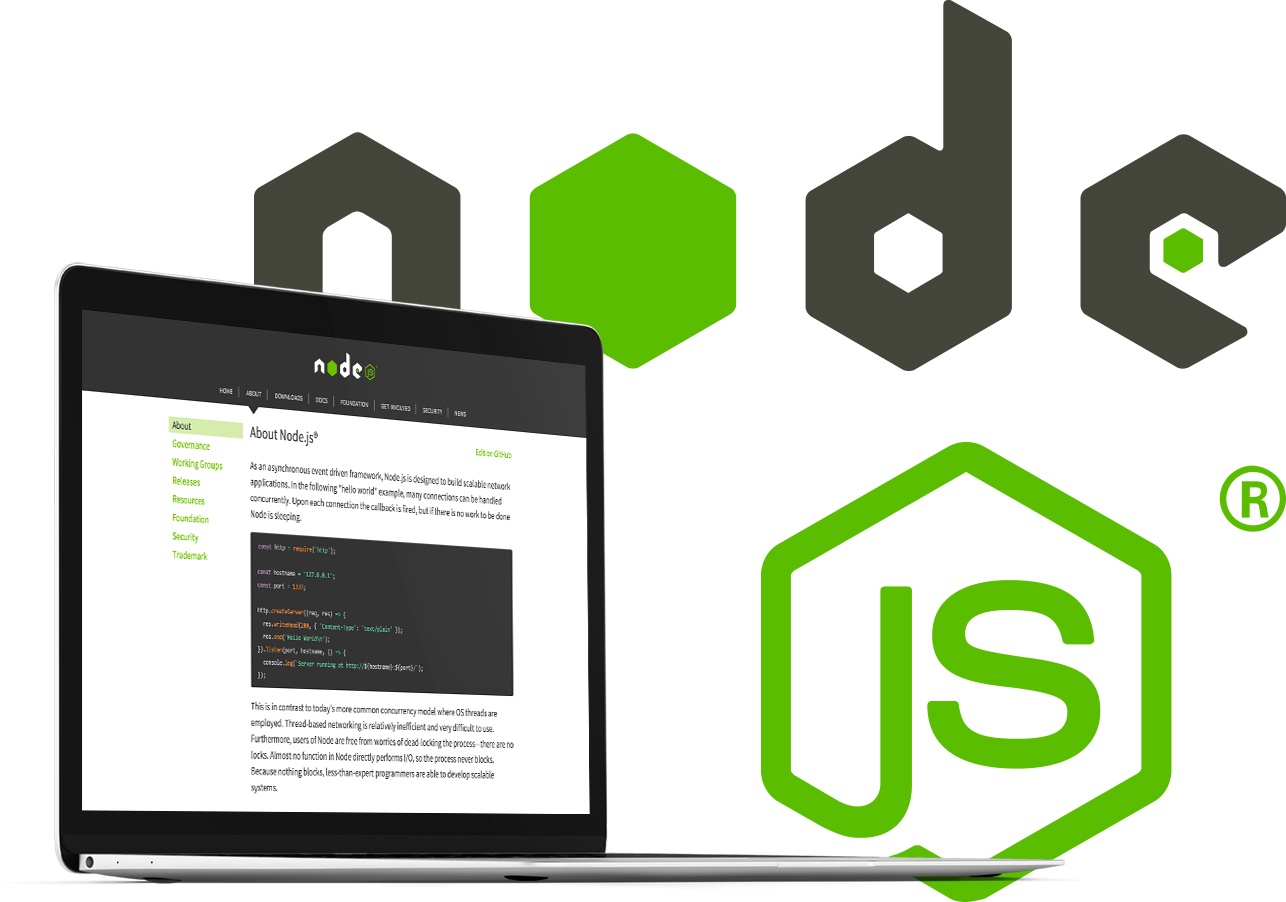 node
JS
®
node
JS
HOME | ABOUT | DOWNLOADS | DOCS | FOUNDATION | GET INVOLVED | SECURITY | NEWS
About
Governance
Working Groups
Releases
Resources
Foundation
Security
Trademark
About Node.js®
Edit on GitHub
As an asynchronous event driven framework, Node.js is designed to build scalable network
applications. In the following "hello world" example, many connections can be handled
concurrently. Upon each connection the callback is fired, but if there is no work to be done
Node is sleeping.
const http = require('http');
const hostname = '127.0.0.1';
const port = 1337;
http.createServer((req, res) => {
res.writeHead(200, { 'Content-Type': 'text/plain' });
res.end('Hello World\n');
}).listen(port, hostname, () => {
console.log(`Server running at http://${hostname}:${port}/`);
});
This is in contrast to today's more common concurrency model where OS threads are
employed. Thread-based networking is relatively inefficient and very difficult to use.
Furthermore, users of Node are free from worries of dead-locking the process—there are no
locks. Almost no function in Node directly performs I/O, so the process never blocks.
Because nothing blocks, less-than-expert programmers are able to develop scalable
systems.